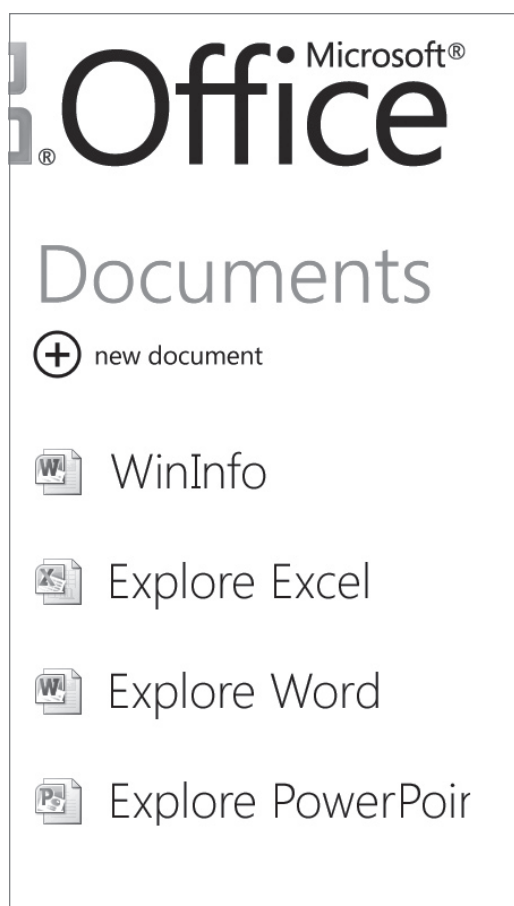 Microsoft®
®Office
Documents
new document
WinInfo
Explore Excel
Explore Word
Explore PowerPoir